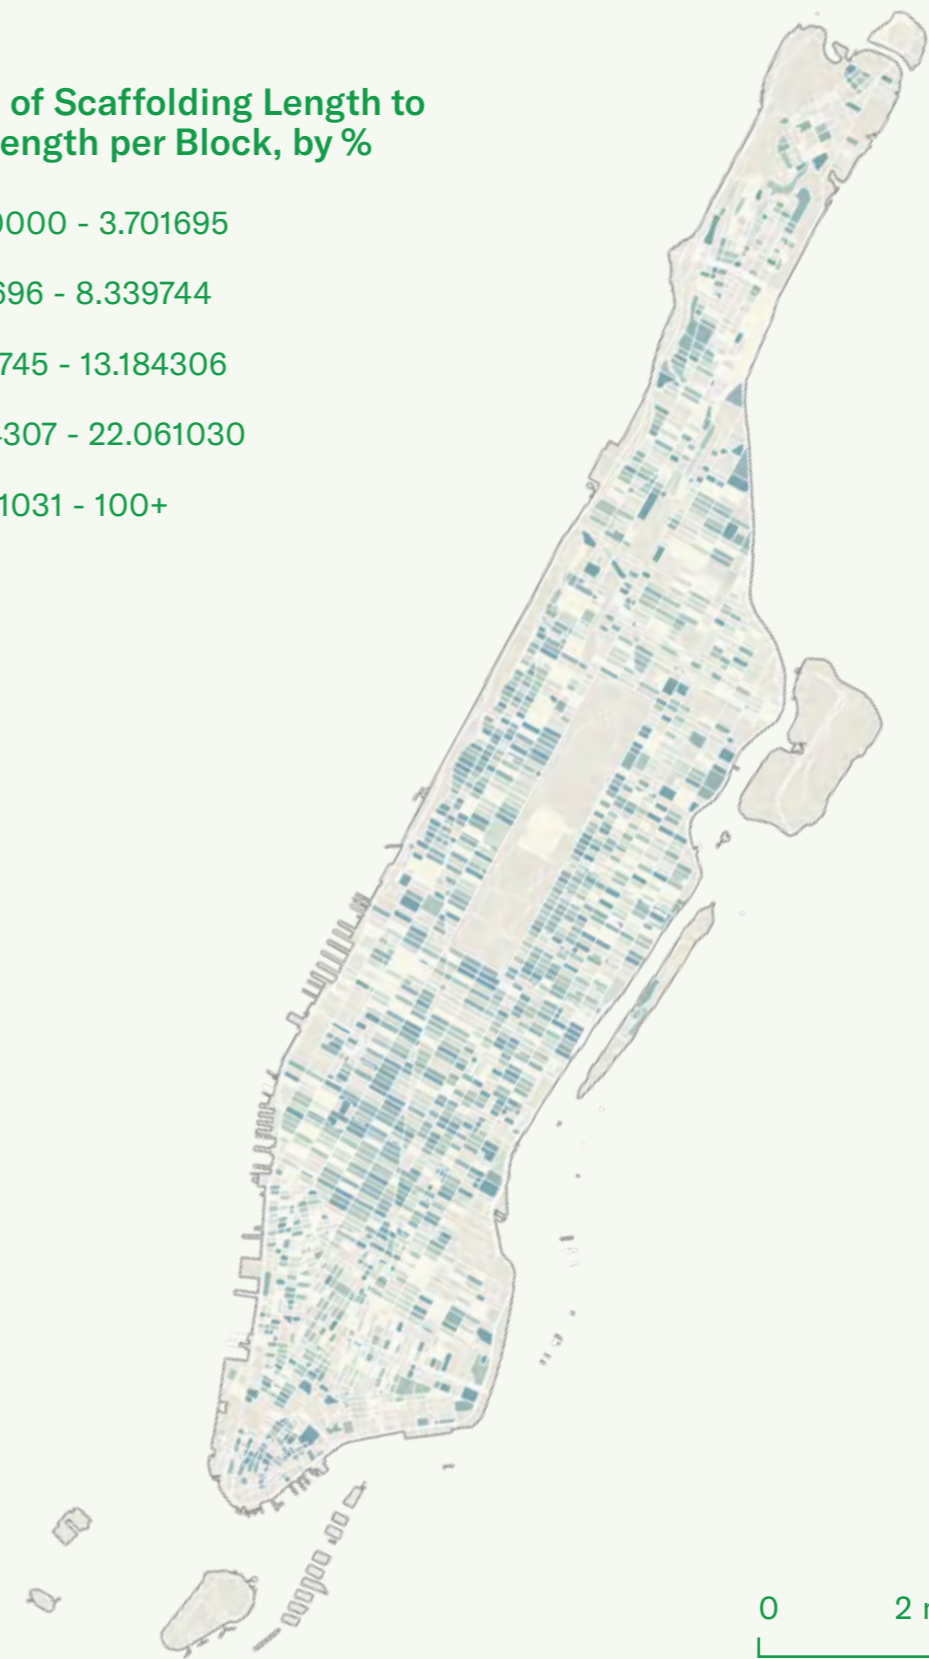 of Scaffolding Length to
ength per Block, by %
0000 - 3.701695
696 - 8.339744
745 - 13.184306
307 - 22.061030
1031 - 100+
0 2